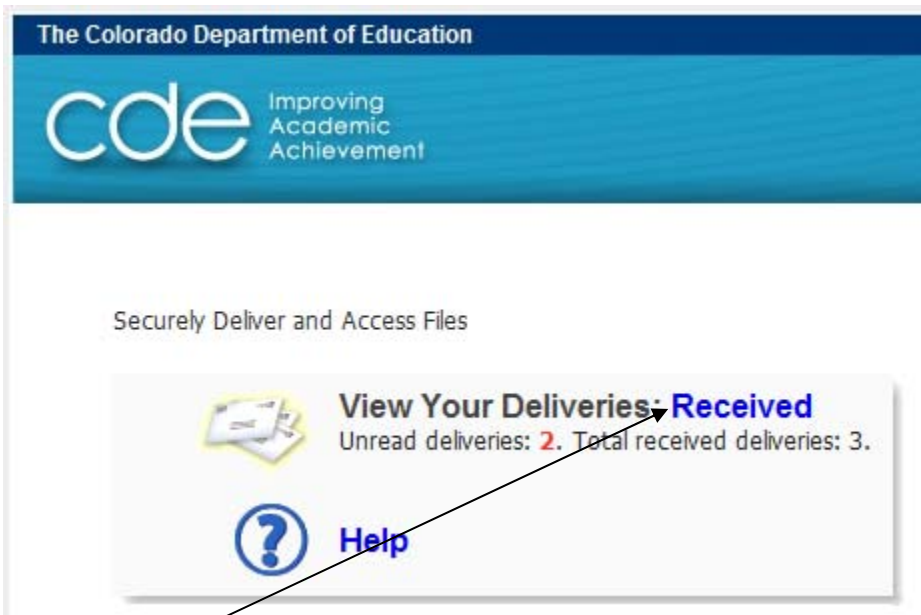 The Colorado Department of Education
cde
Improving
Academic
Achievement
Securely Deliver and Access Files
View Your Deliveries: Received
Unread deliveries: 2. Total received deliveries: 3.
?
Help